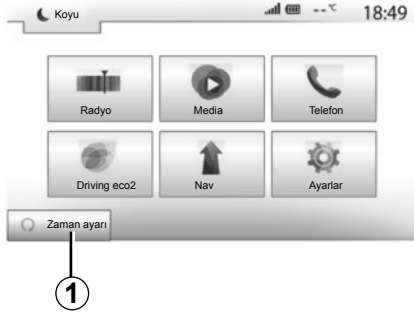 Koyu
--°C
18:49
Radyo
Media
Telefon
Driving eco2
Nav
Ayarlar
Zaman ayarı
1